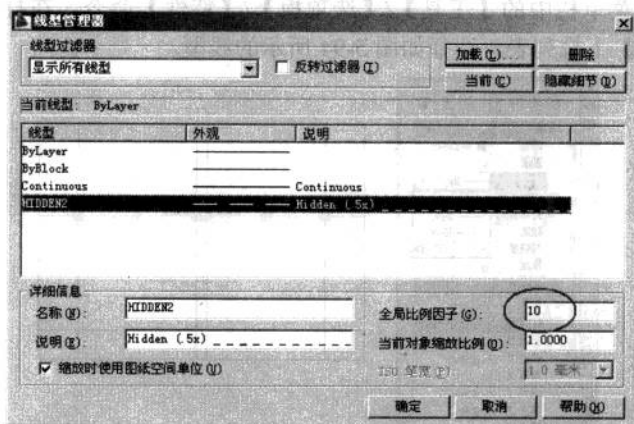 线型管理器
线型过滤器
显示所有线型
反转过滤器(I)
加载(L)...
删除
当前(C)
隐藏细节(D)
当前线型: ByLayer
线型 外观 说明
ByLayer
ByBlock
Continuous Continuous
HIDDEN2 Hidden (.5x)
详细信息
名称(N): HIDDEN2
全局比例因子(G): 10
说明(E): Hidden (.5x)
当前对象缩放比例(O): 1.0000
缩放时使用图纸空间单位(U)
ISO 笔宽(P): 1.0 毫米
确定 取消 帮助(H)